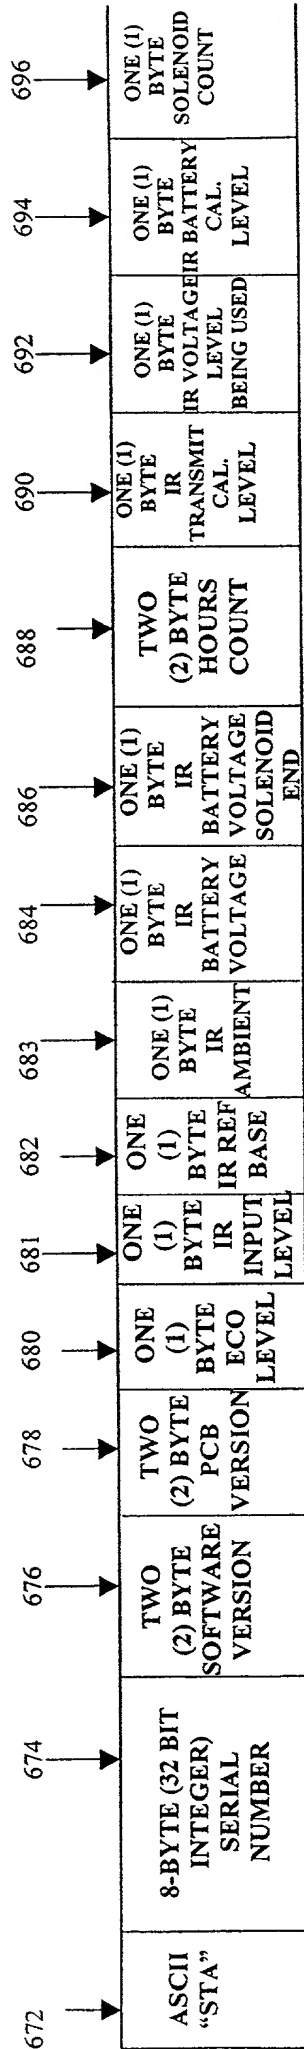 672
674
676
678
680
681
682
683
684
686
688
690
692
694
696
ASCII
“STA”
8-BYTE (32 BIT
INTEGER)
SERIAL
NUMBER
TWO
(2) BYTE
SOFTWARE
VERSION
TWO
(2) BYTE
PCB
VERSION
ONE
(1)
BYTE
ECO
LEVEL
ONE
(1)
BYTE
IR
INPUT
LEVEL
ONE
(1)
BYTE
IR REF
BASE
ONE (1)
BYTE
IR
AMBIENT
ONE (1)
BYTE
IR
BATTERY
VOLTAGE
ONE (1)
BYTE
IR
BATTERY
VOLTAGE
SOLENOID
END
TWO
(2) BYTE
HOURS
COUNT
ONE (1)
BYTE
IR
TRANSMIT
CAL.
LEVEL
ONE (1)
BYTE
IR VOLTAGE
LEVEL
BEING USED
ONE (1)
BYTE
IR BATTERY
CAL.
LEVEL
ONE (1)
BYTE
SOLENOID
COUNT